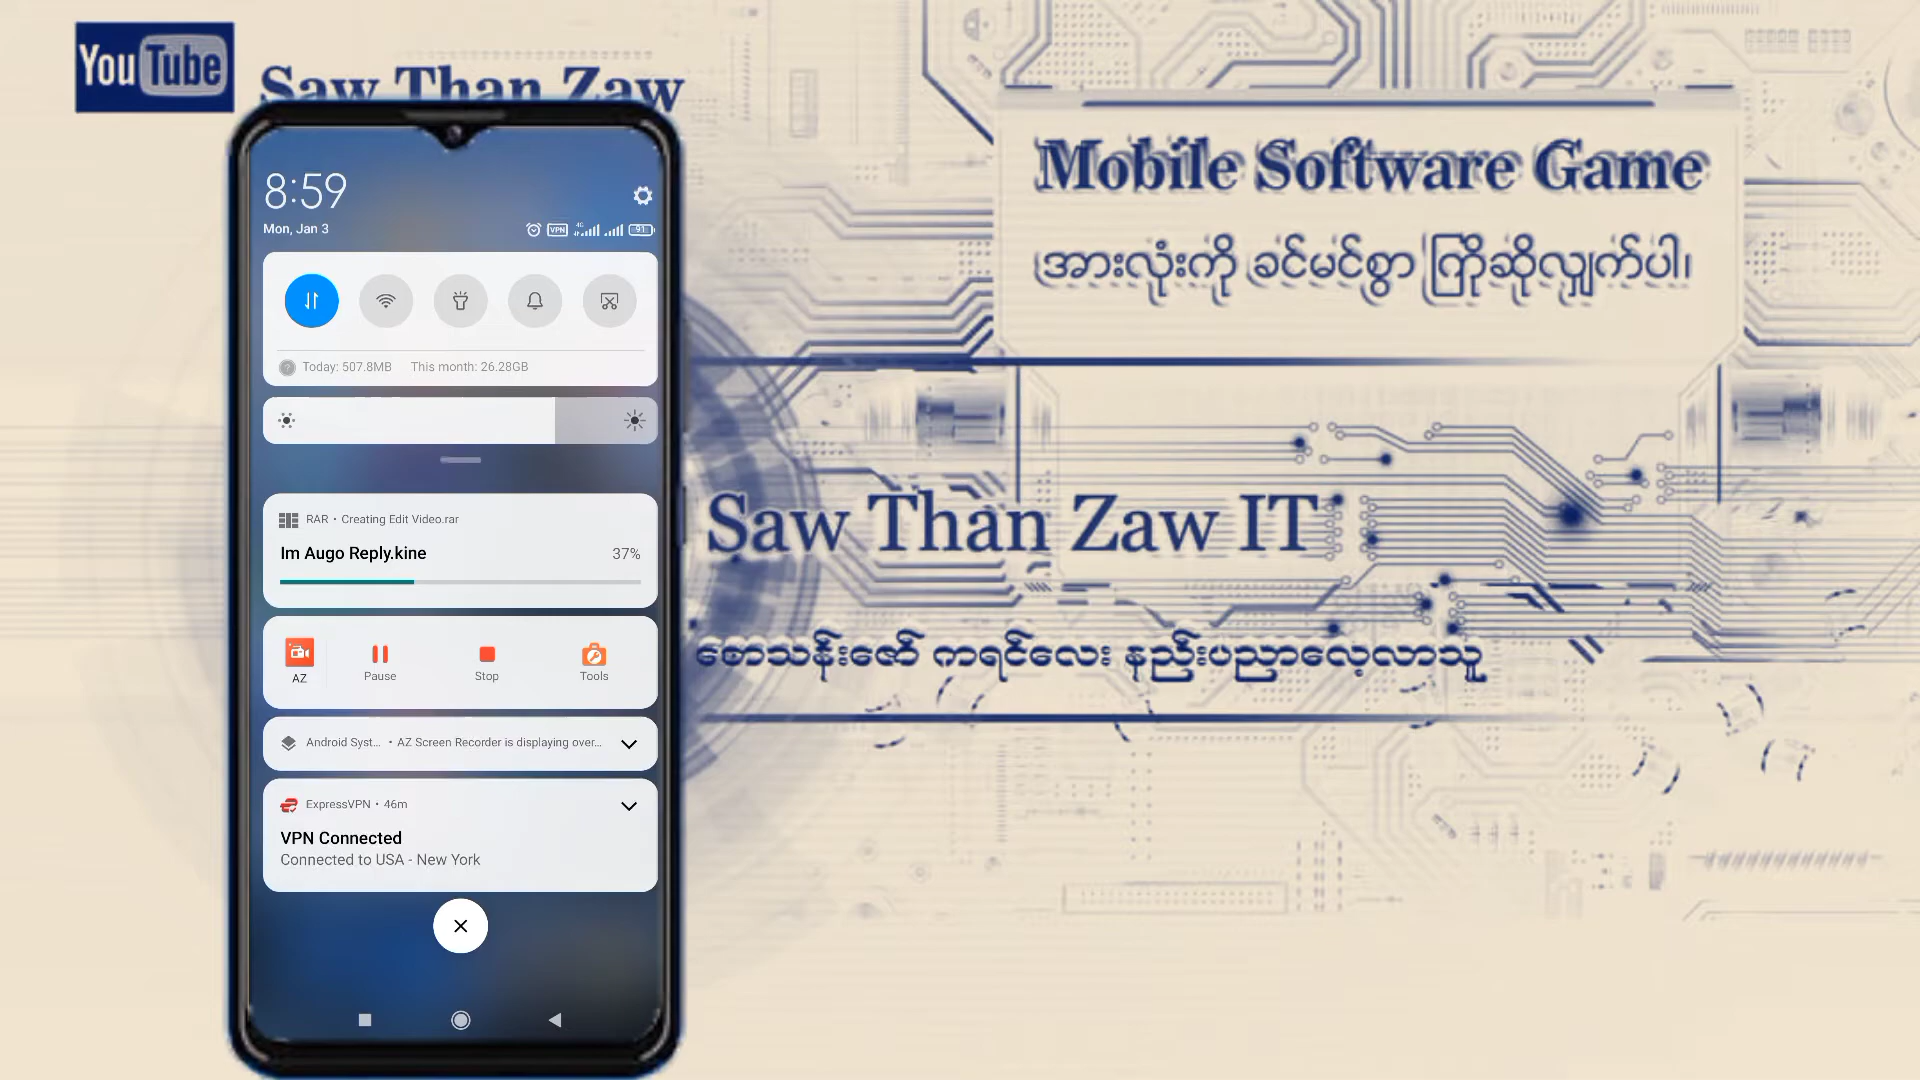 YouTube
Saw Than Zaw
8:59
Mon, Jan 3
VPN
4G
91
Today: 507.8MB This month: 26.28GB
RAR • Creating Edit Video.rar
Im Augo Reply.kine 37%
AZ
Pause
Stop
Tools
Android Syst... • AZ Screen Recorder is displaying over...
ExpressVPN • 46m
VPN Connected
Connected to USA - New York
Mobile Software Game
၊အားလုံးကို ခင်မင်စွာ ကြိုဆိုလျှက်ပါ၊
Saw Than Zaw IT
စောသန်းဇော် ကရင်လေး နည်းပညာလေ့လာသူ